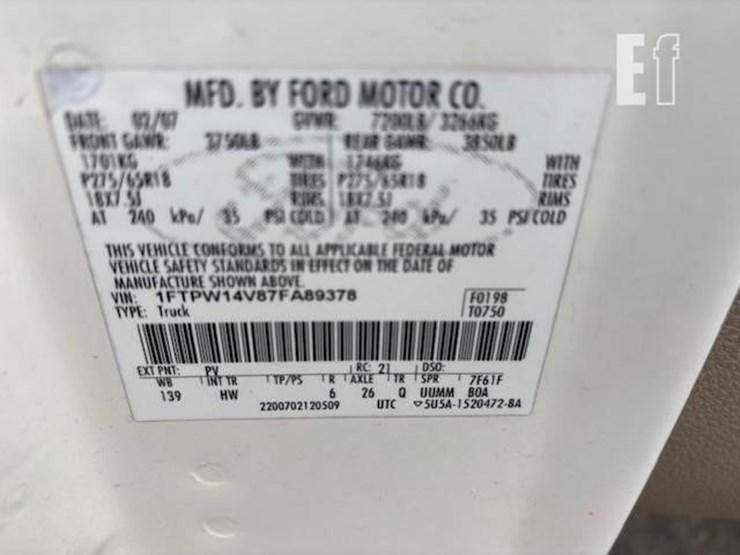 Ef
MFD. BY FORD MOTOR CO.
DATE: 02/07 GVWR: 7200LB/ 3266KG
FRONT GAWR: 3750LB REAR GAWR: 3850LB
1701KG WITH 1746KG WITH
P275/65R18 TIRES P275/65R18 TIRES
18X7.5J RIMS 18X7.5J RIMS
AT 240 kPa/ 35 PSI COLD AT 240 kPa/ 35 PSI COLD
THIS VEHICLE CONFORMS TO ALL APPLICABLE FEDERAL MOTOR
VEHICLE SAFETY STANDARDS IN EFFECT ON THE DATE OF
MANUFACTURE SHOWN ABOVE.
VIN: 1FTPW14V87FA89378 F0198
TYPE: Truck T0750
EXT PNT: PV RC: 21 DSO:
WB INT TR TP/PS R AXLE TR SPR 7F61F
139 HW 6 26 Q UUMM BOA
2200702120509 UTC ▽5U5A-1520472-BA